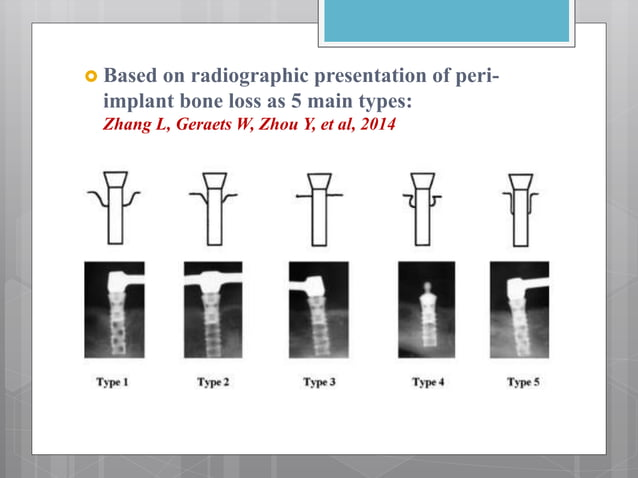 Based on radiographic presentation of peri-
implant bone loss as 5 main types:
Zhang L, Geraets W, Zhou Y, et al, 2014
Type 1 Type 2 Type 3 Type 4 Type 5